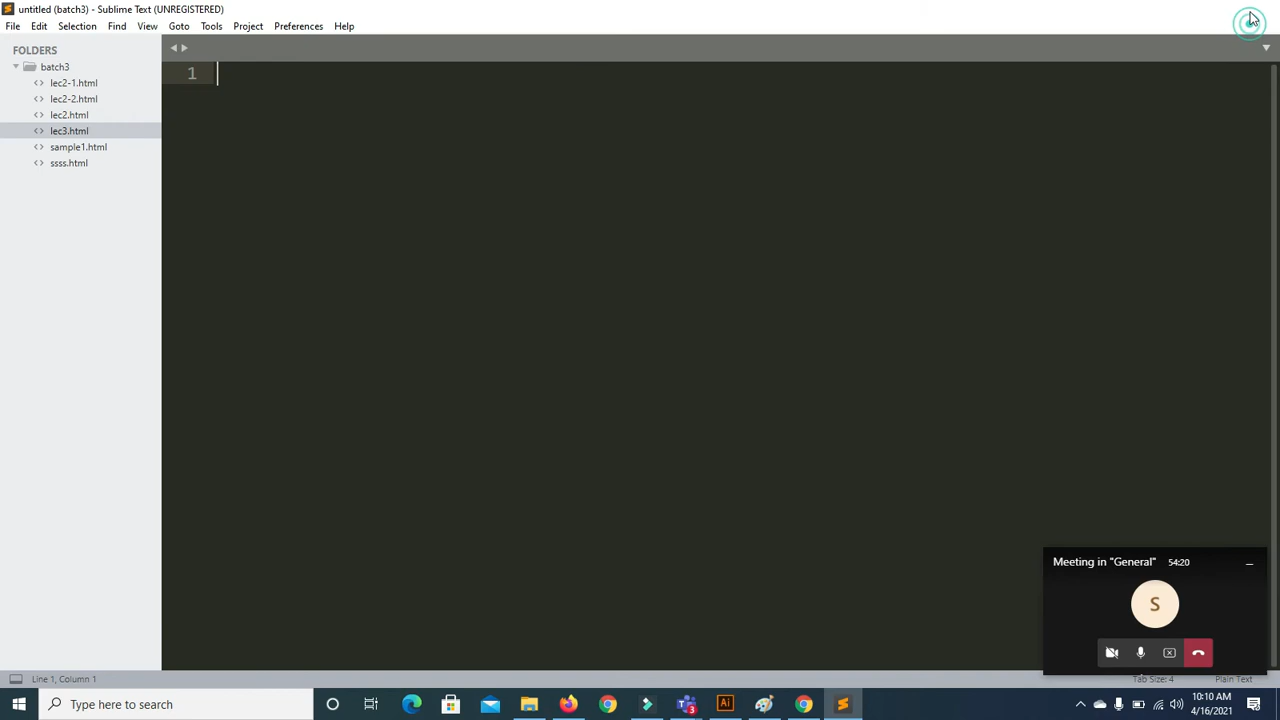 untitled (batch3) - Sublime Text (UNREGISTERED)
File Edit Selection Find View Goto Tools Project Preferences Help
FOLDERS
batch3
lec2-1.html
lec2-2.html
lec2.html
lec3.html
sample1.html
ssss.html
1
Meeting in "General" 54:20
S
Line 1, Column 1
Tab Size: 4
Plain Text
Type here to search
3
Ai
10:10 AM
4/16/2021